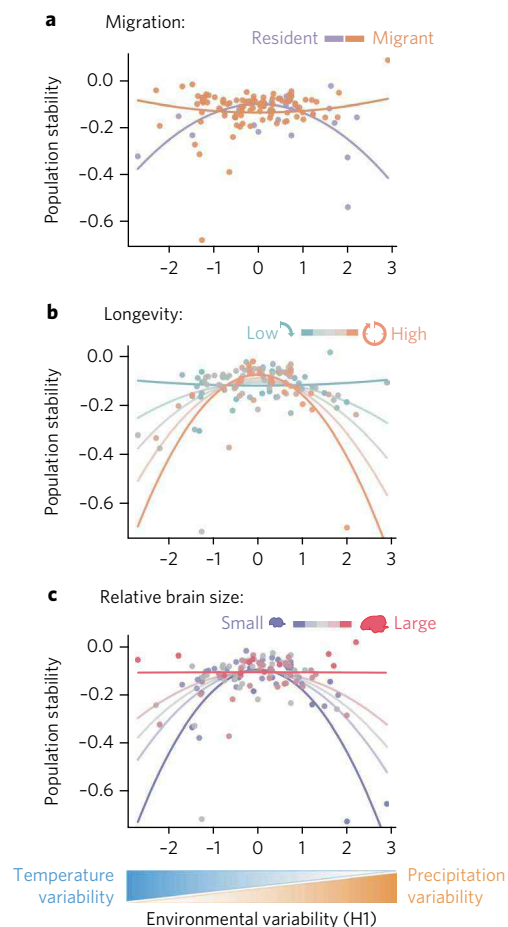 a Migration:
Resident Migrant
Population stability
0.0
−0.2
−0.4
−0.6
−2 −1 0 1 2 3
b Longevity:
Low High
Population stability
0.0
−0.2
−0.4
−0.6
−2 −1 0 1 2 3
c Relative brain size:
Small Large
Population stability
0.0
−0.2
−0.4
−0.6
−2 −1 0 1 2 3
Temperature variability
Precipitation variability
Environmental variability (H1)